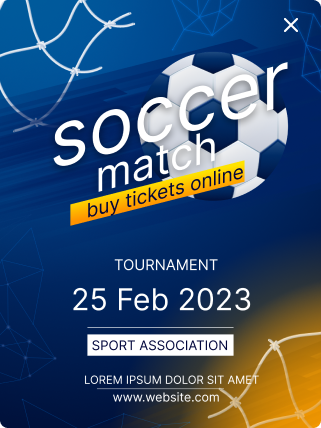 soccer
match
buy tickets online
TOURNAMENT
25 Feb 2023
SPORT ASSOCIATION
LOREM IPSUM DOLOR SIT AMET
www.website.com